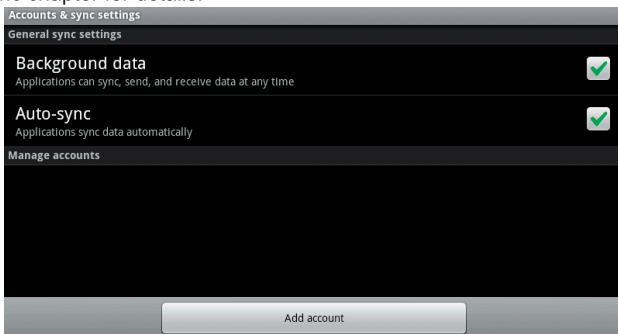 Accounts & sync settings
General sync settings
Background data
Applications can sync, send, and receive data at any time
Auto-sync
Applications sync data automatically
Manage accounts
Add account